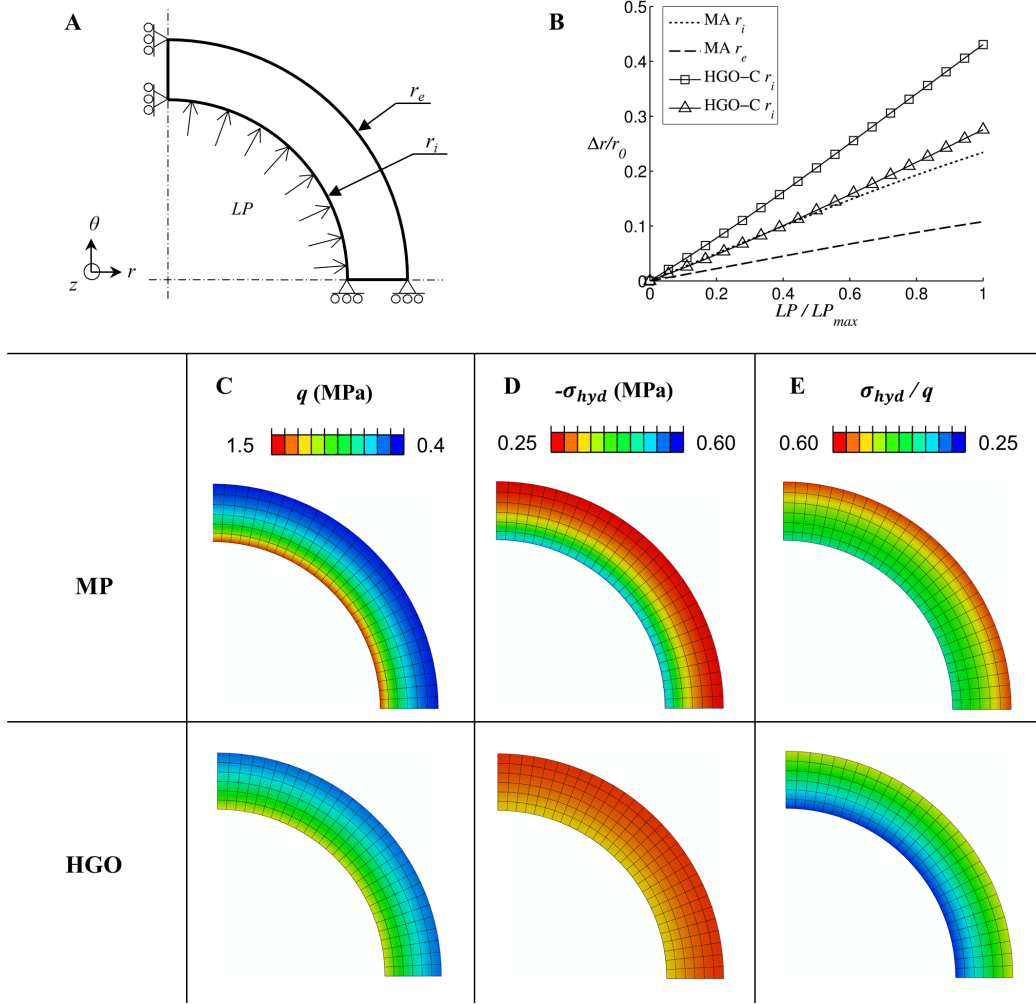 A
r_e
r_i
LP
θ
r
z
B
MA r_i
MA r_e
HGO–C r_i
HGO–C r_i
0.5
0.4
0.3
0.2
0.1
0
Δr/r_0
0
0.2
0.4
0.6
0.8
1
LP / LP_max
C
q (MPa)
1.5
0.4
D
-σ_hyd (MPa)
0.25
0.60
E
σ_hyd / q
0.60
0.25
MP
HGO